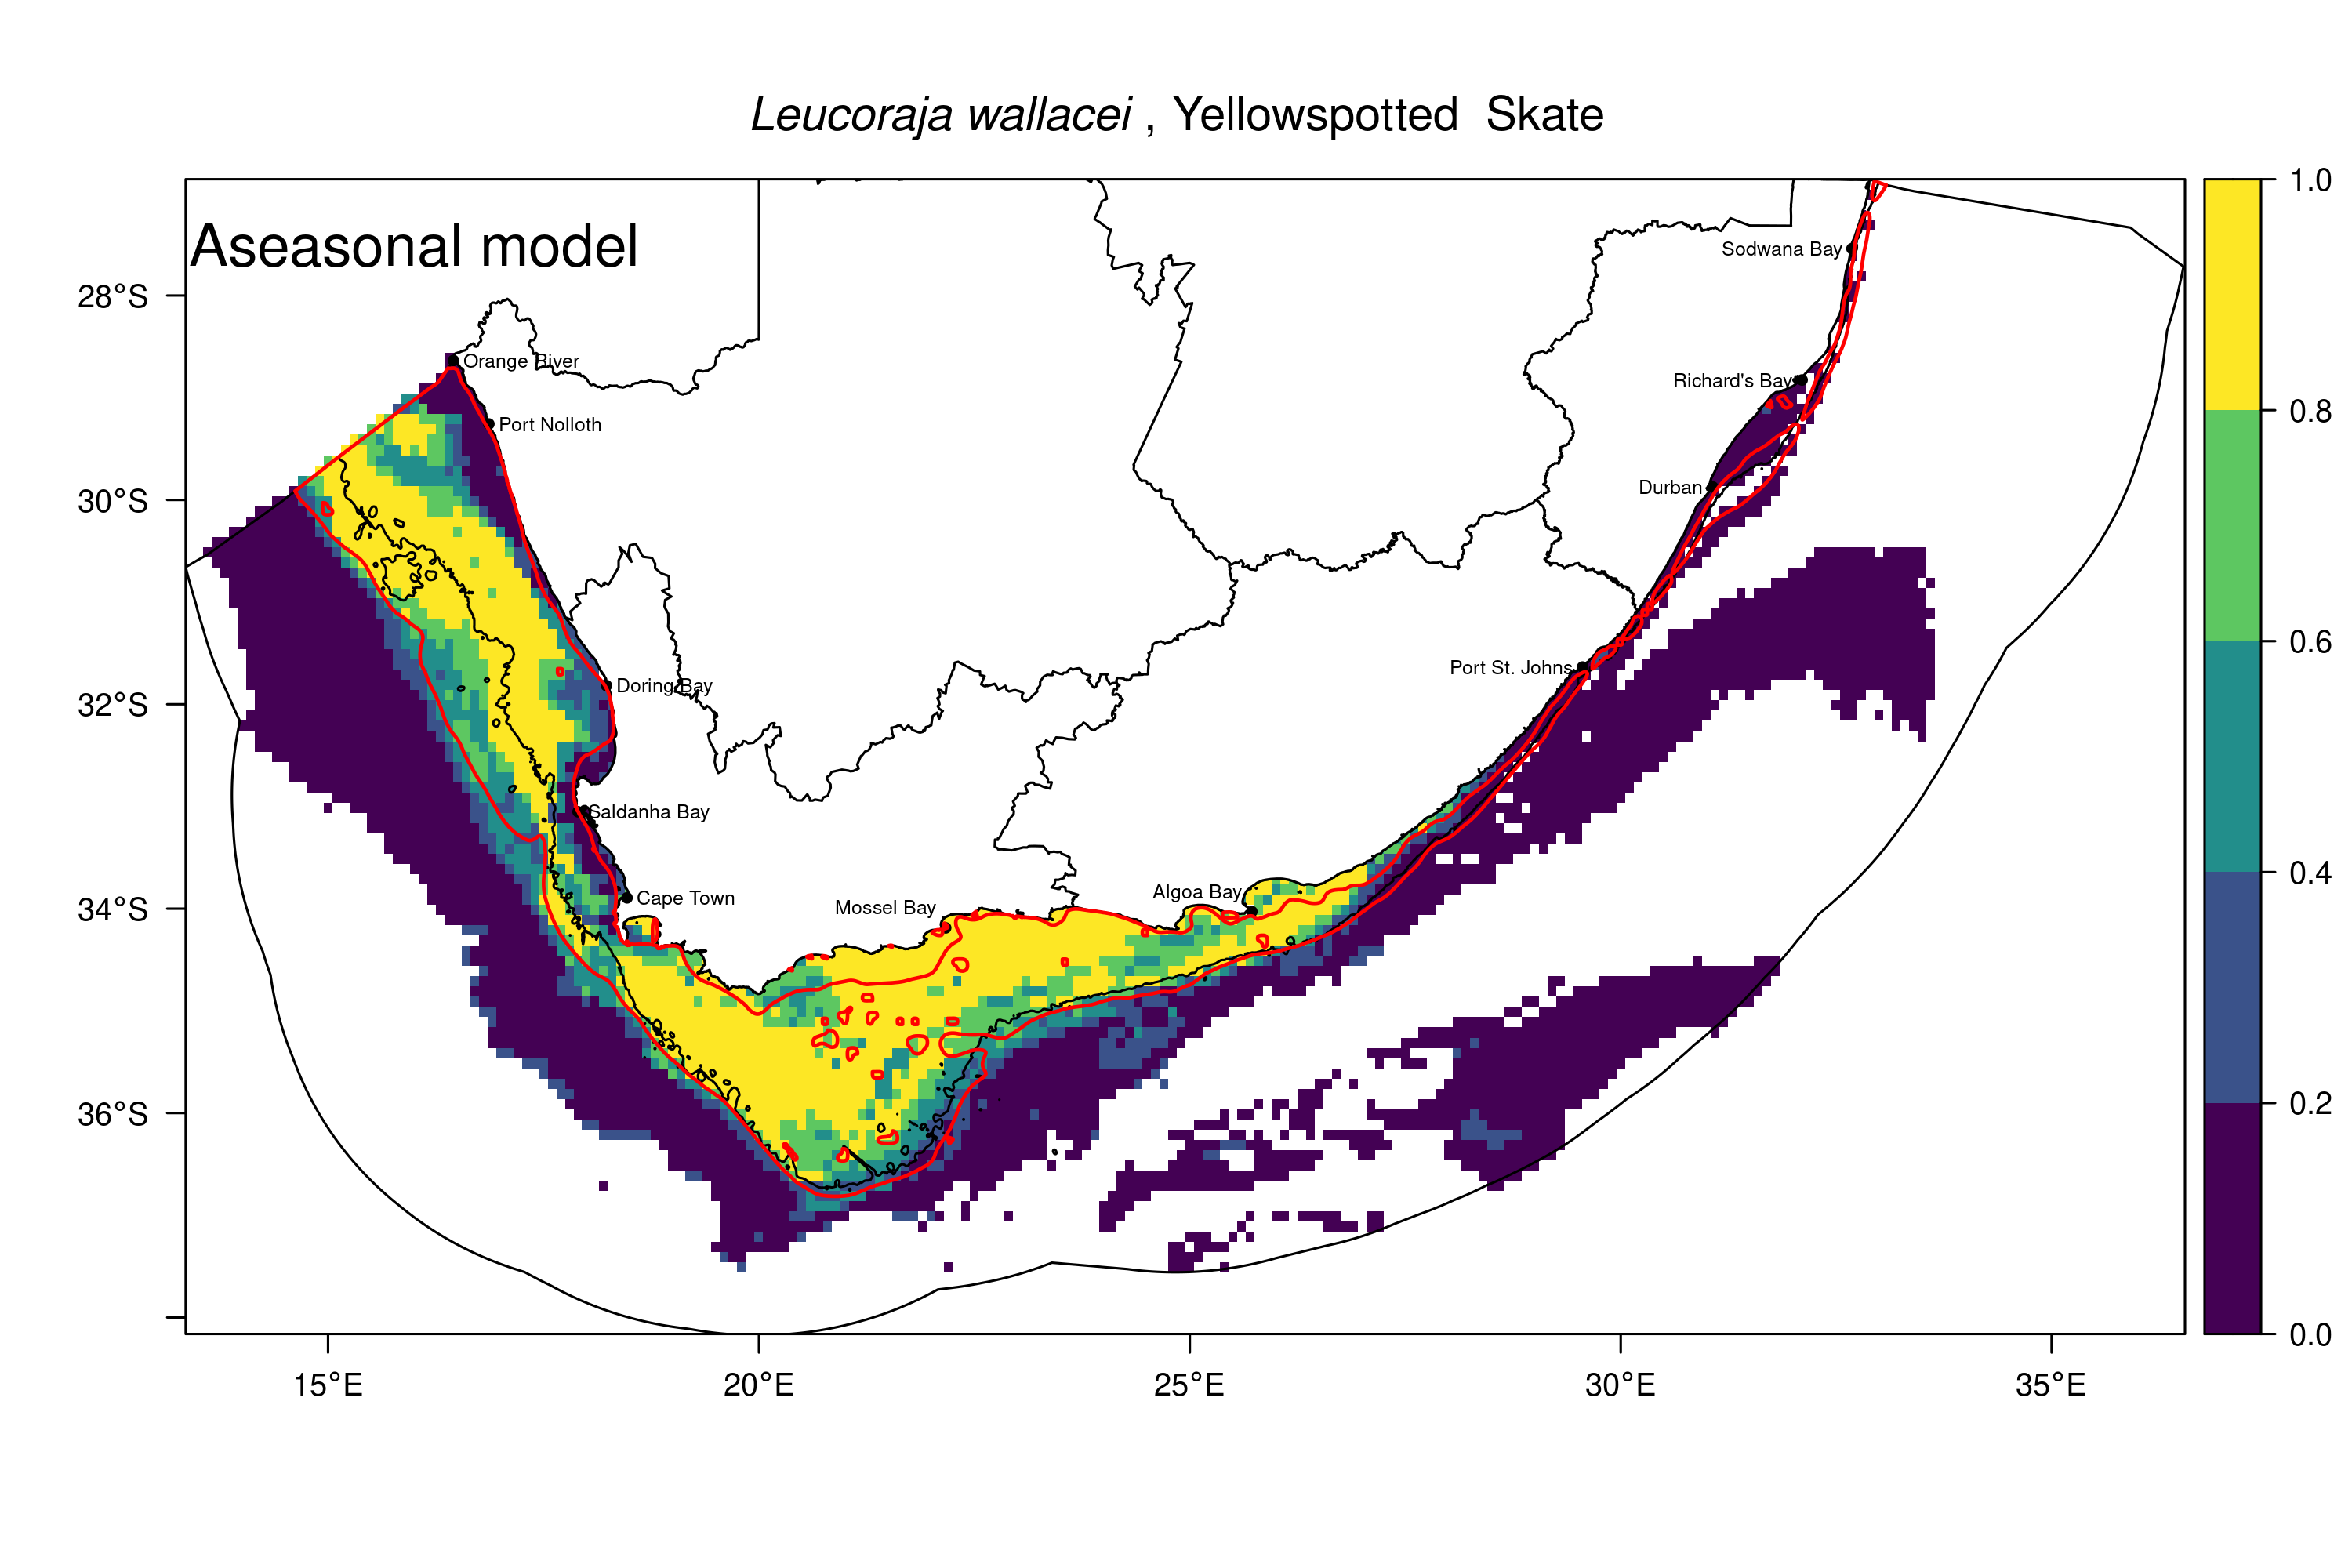 Leucoraja wallacei , Yellowspotted  Skate
Aseasonal model
28°S
30°S
32°S
34°S
36°S
15°E
20°E
25°E
30°E
35°E
Orange River
Port Nolloth
Doring Bay
Saldanha Bay
Cape Town
Mossel Bay
Algoa Bay
Port St. Johns
Durban
Richard's Bay
Sodwana Bay
1.0
0.8
0.6
0.4
0.2
0.0